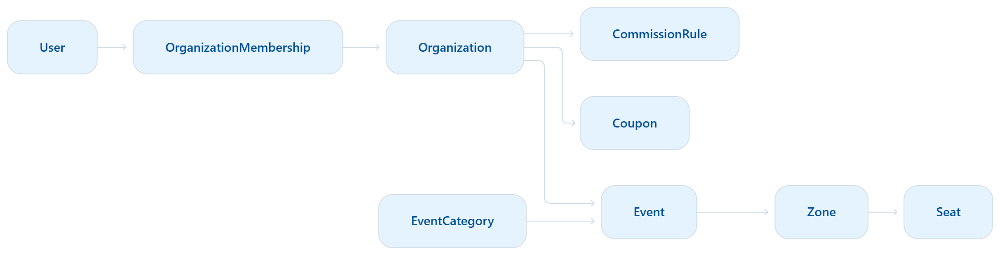 User
OrganizationMembership
Organization
CommissionRule
Coupon
EventCategory
Event
Zone
Seat